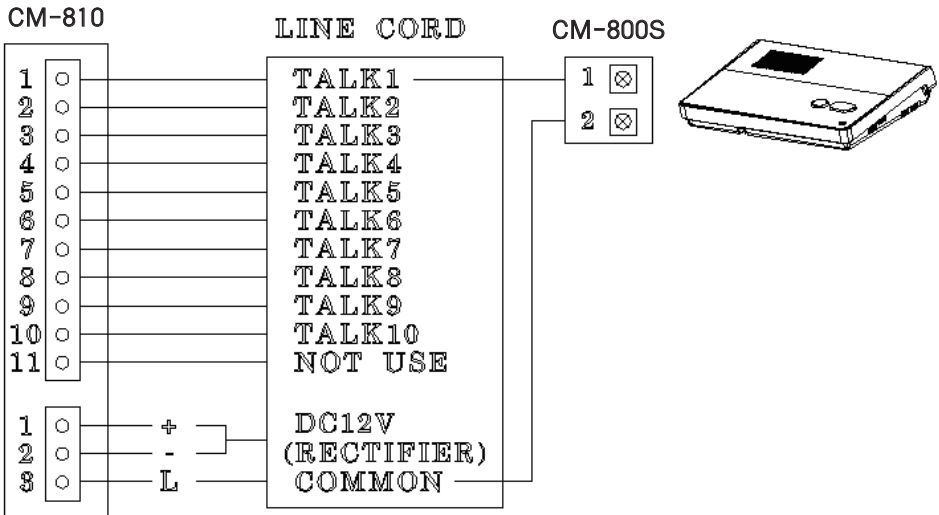 CM-810
LINE CORD
CM-800S
1 TALK1 1
2 TALK2
3 TALK3 2
4 TALK4
5 TALK5
6 TALK6
7 TALK7
8 TALK8
9 TALK9
10 TALK10
11 NOT USE
1 + DC12V
2 - (RECTIFIER)
3 L COMMON